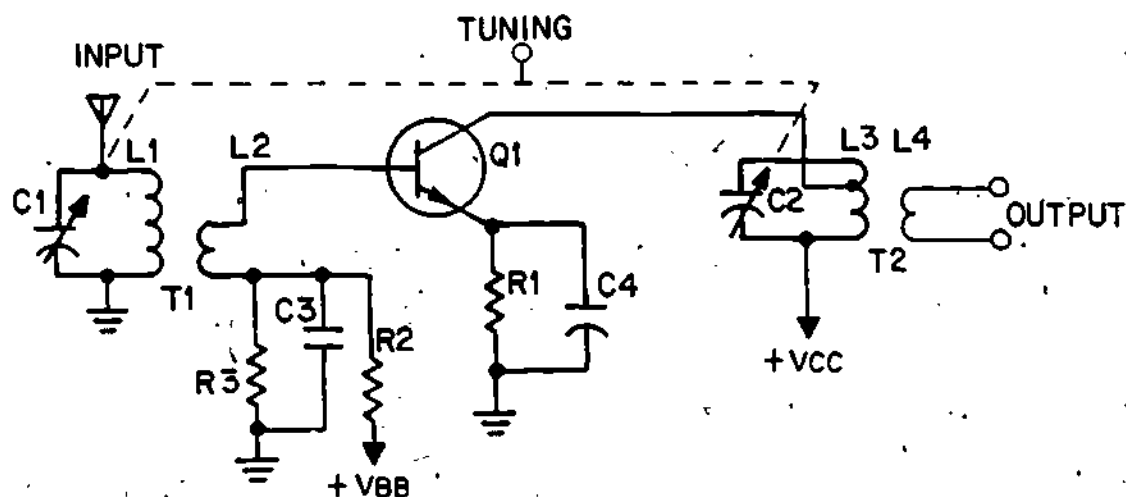 TUNING
INPUT
L1
L2
Q1
L3 L4
C1
C2
OUTPUT
T1
C3
R2
R1
C4
T2
R3
+VCC
+VBB